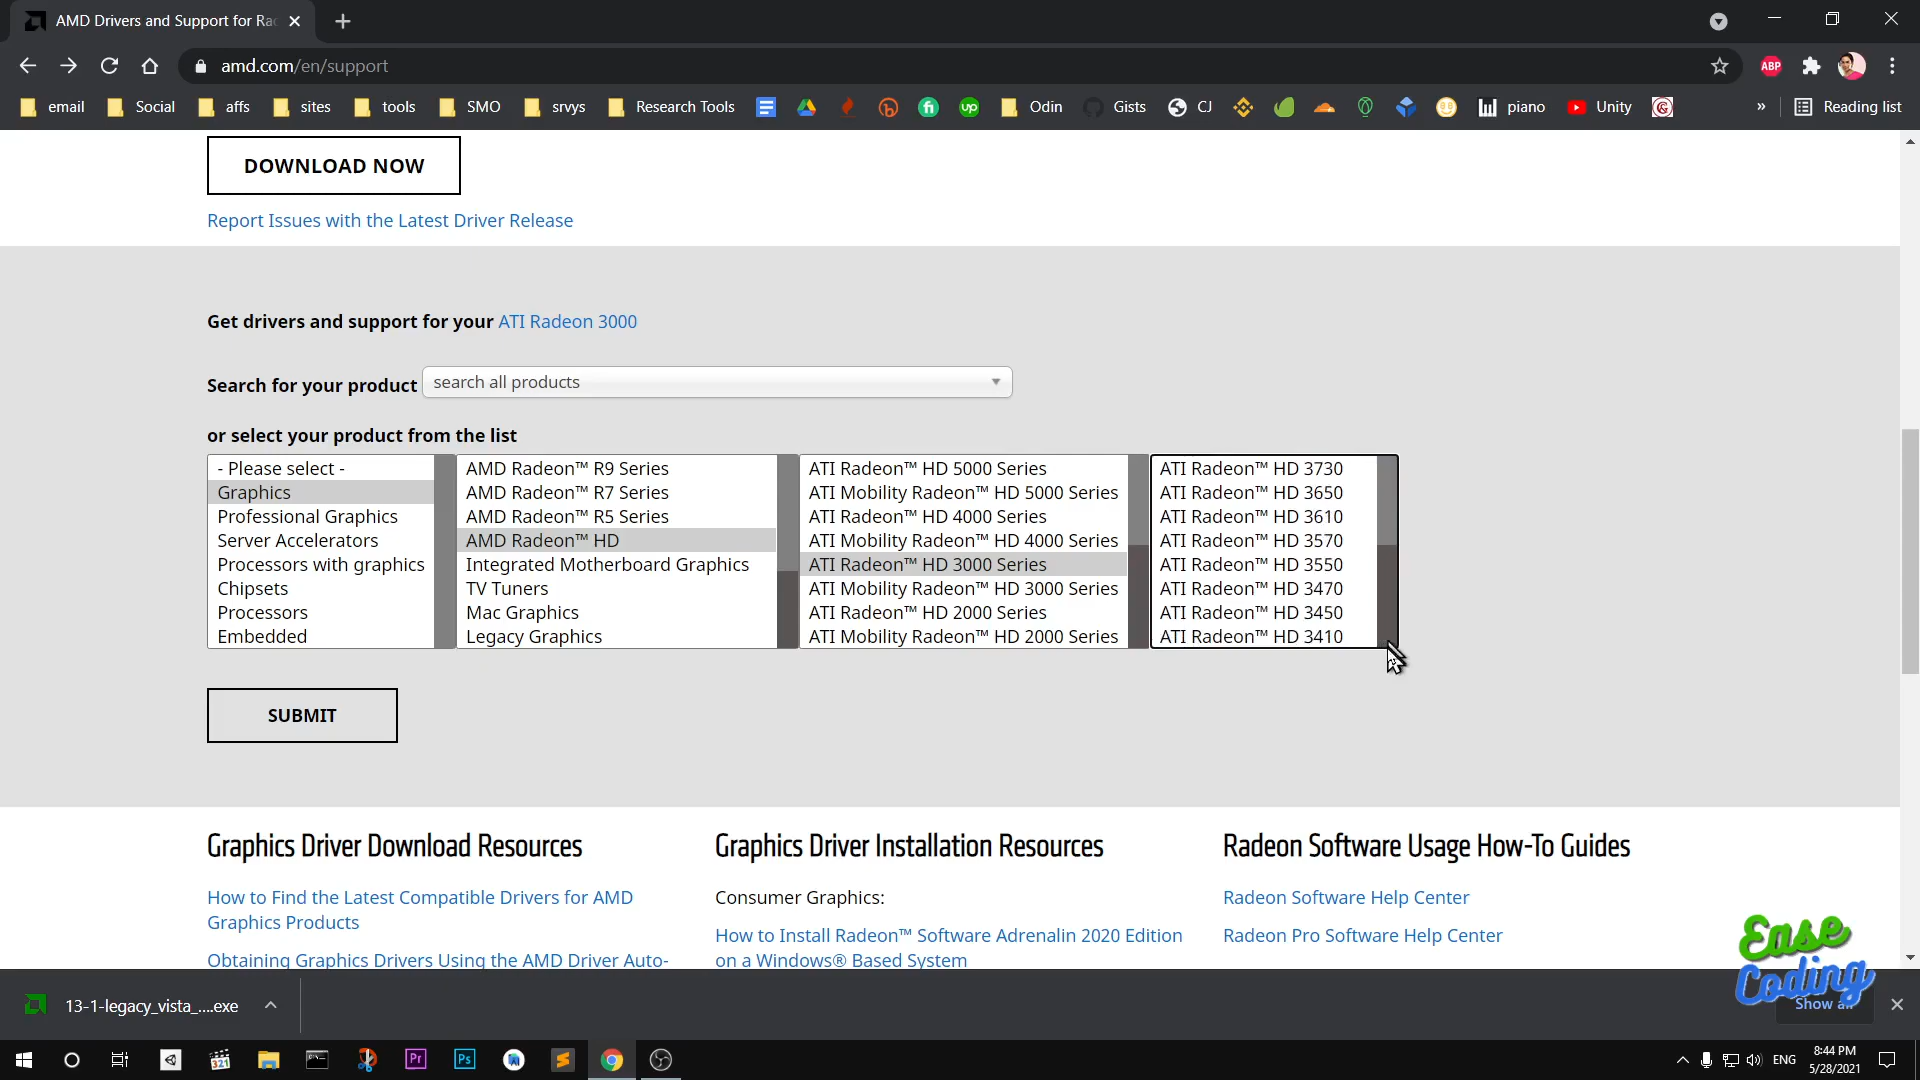 AMD Drivers and Support for Rac
amd.com/en/support
ABP
email
Social
affs
sites
tools
SMO
srvys
Research Tools
Odin
Gists
CJ
piano
Unity
»
Reading list
DOWNLOAD NOW
Report Issues with the Latest Driver Release
Get drivers and support for your ATI Radeon 3000
Search for your product search all products
or select your product from the list
- Please select -
Graphics
Professional Graphics
Server Accelerators
Processors with graphics
Chipsets
Processors
Embedded
AMD Radeon™ R9 Series
AMD Radeon™ R7 Series
AMD Radeon™ R5 Series
AMD Radeon™ HD
Integrated Motherboard Graphics
TV Tuners
Mac Graphics
Legacy Graphics
ATI Radeon™ HD 5000 Series
ATI Mobility Radeon™ HD 5000 Series
ATI Radeon™ HD 4000 Series
ATI Mobility Radeon™ HD 4000 Series
ATI Radeon™ HD 3000 Series
ATI Mobility Radeon™ HD 3000 Series
ATI Radeon™ HD 2000 Series
ATI Mobility Radeon™ HD 2000 Series
ATI Radeon™ HD 3730
ATI Radeon™ HD 3650
ATI Radeon™ HD 3610
ATI Radeon™ HD 3570
ATI Radeon™ HD 3550
ATI Radeon™ HD 3470
ATI Radeon™ HD 3450
ATI Radeon™ HD 3410
SUBMIT
Graphics Driver Download Resources
How to Find the Latest Compatible Drivers for AMD
Graphics Products
Obtaining Graphics Drivers Using the AMD Driver Auto-
Graphics Driver Installation Resources
Consumer Graphics:
How to Install Radeon™ Software Adrenalin 2020 Edition
on a Windows® Based System
Radeon Software Usage How-To Guides
Radeon Software Help Center
Radeon Pro Software Help Center
Ease
Coding
13-1-legacy_vista_....exe
Show all
321
Pr
Ps
ENG
8:44 PM
5/28/2021